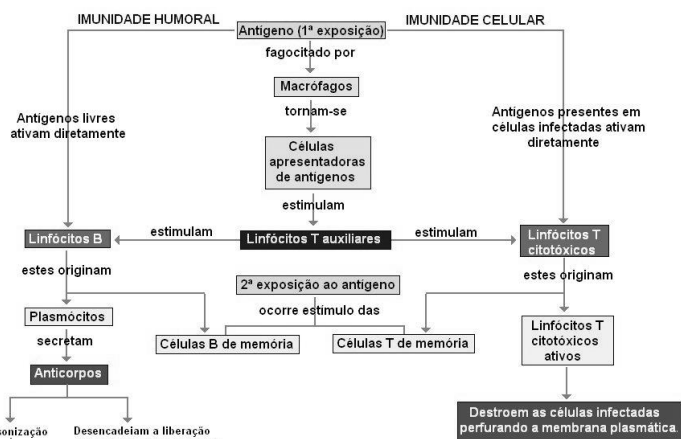 IMUNIDADE HUMORAL
Antígeno (1ª exposição)
IMUNIDADE CELULAR
fagocitado por
Macrófagos
tornam-se
Antígenos livres
ativam diretamente
Antígenos presentes em
células infectadas ativam
diretamente
Células
apresentadoras
de antígenos
estimulam
Linfócitos B
estimulam
Linfócitos T auxiliares
estimulam
Linfócitos T
citotóxicos
estes originam
2ª exposição ao antígeno
estes originam
ocorre estímulo das
Plasmócitos
Células B de memória
Células T de memória
Linfócitos T
citotóxicos
ativos
secretam
Anticorpos
Destroem as células infectadas
perfurando a membrana plasmática.
Desencadeiam a liberação